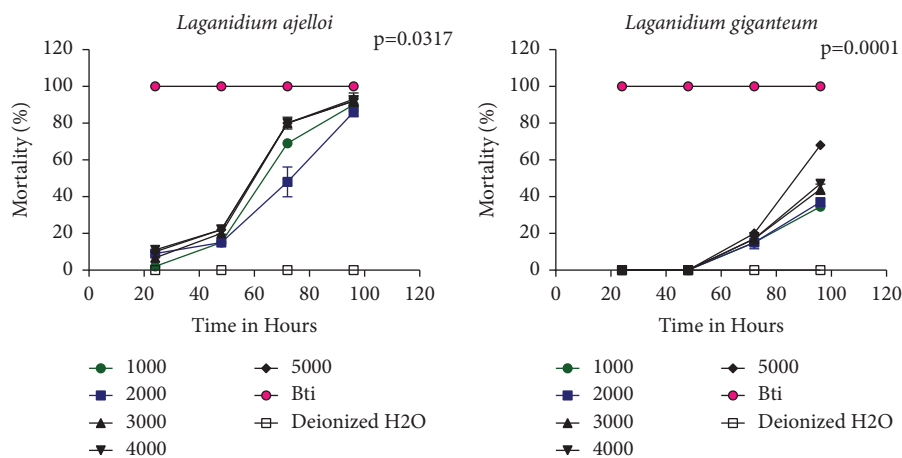 Laganidium ajelloi
p=0.0317
120
100
80
60
40
20
0
Mortality (%)
0 20 40 60 80 100 120
Time in Hours
1000
2000
3000
4000
5000
Bti
Deionized H2O
Laganidium giganteum
p=0.0001
120
100
80
60
40
20
0
Mortality (%)
0 20 40 60 80 100 120
Time in Hours
1000
2000
3000
4000
5000
Bti
Deionized H2O